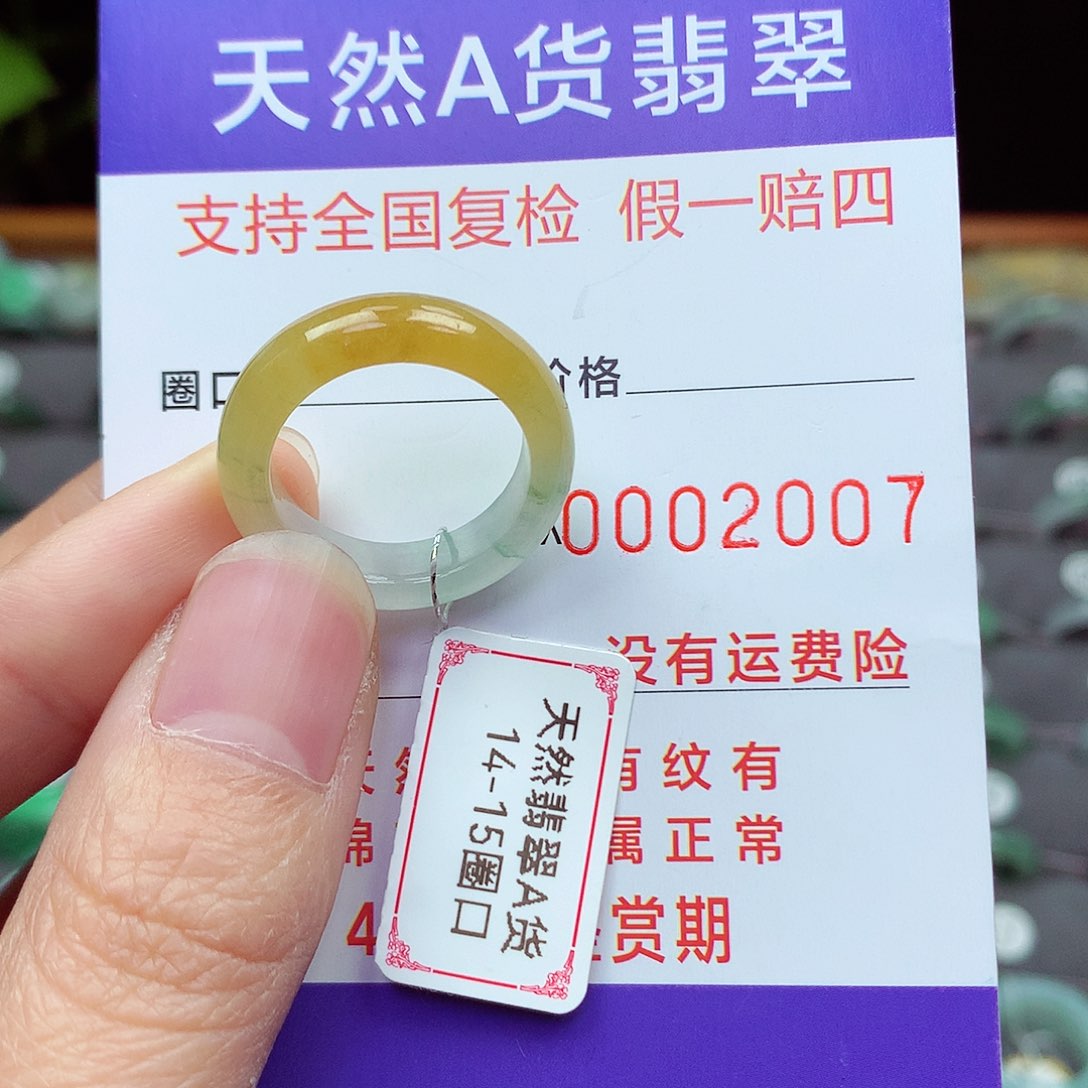 天然A货翡翠
支持全国复检 假一赔四
圈口
价格
0002007
没有运费险
有纹有
棉
属正常
4
赏期
天然翡翠A货
14-15圈口